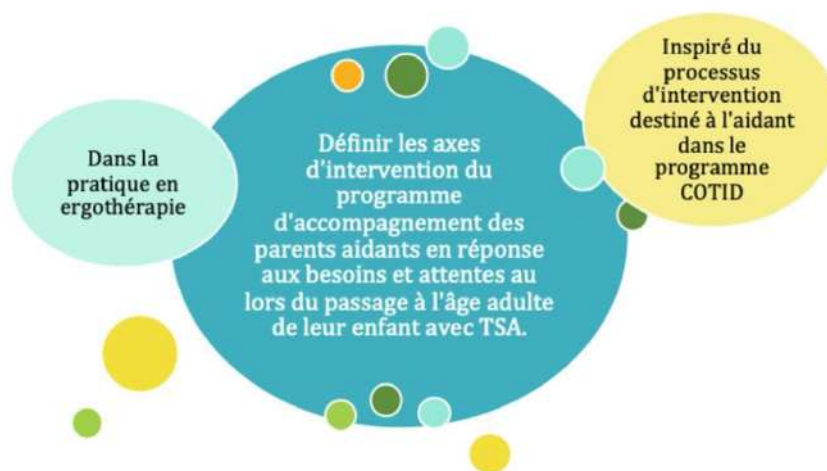 Dans la
pratique en
ergothérapie
Définir les axes
d'intervention du
programme
d'accompagnement des
parents aidants en réponse
aux besoins et attentes au
lors du passage à l'âge adulte
de leur enfant avec TSA.
Inspiré du
processus
d'intervention
destiné à l'aidant
dans le
programme
COTID